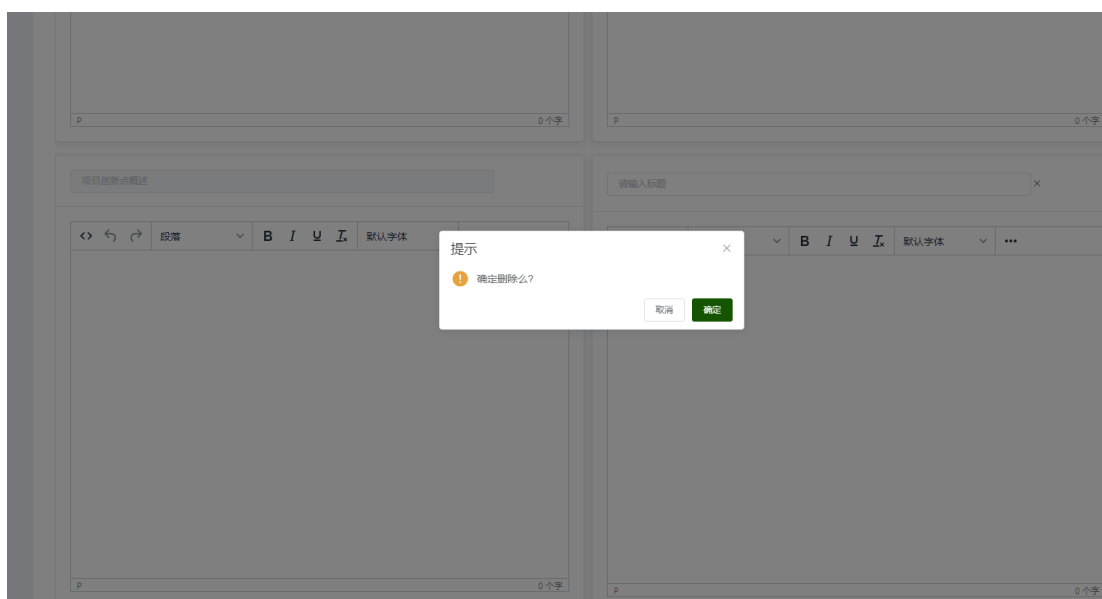 P 0 个字
P 0 个字
项目创新点概述
请输入标题 ×
段落 B I U Tx 默认字体
B I U Tx 默认字体 •••
提示 ×
! 确定删除么?
取消 确定
P 0 个字
P 0 个字